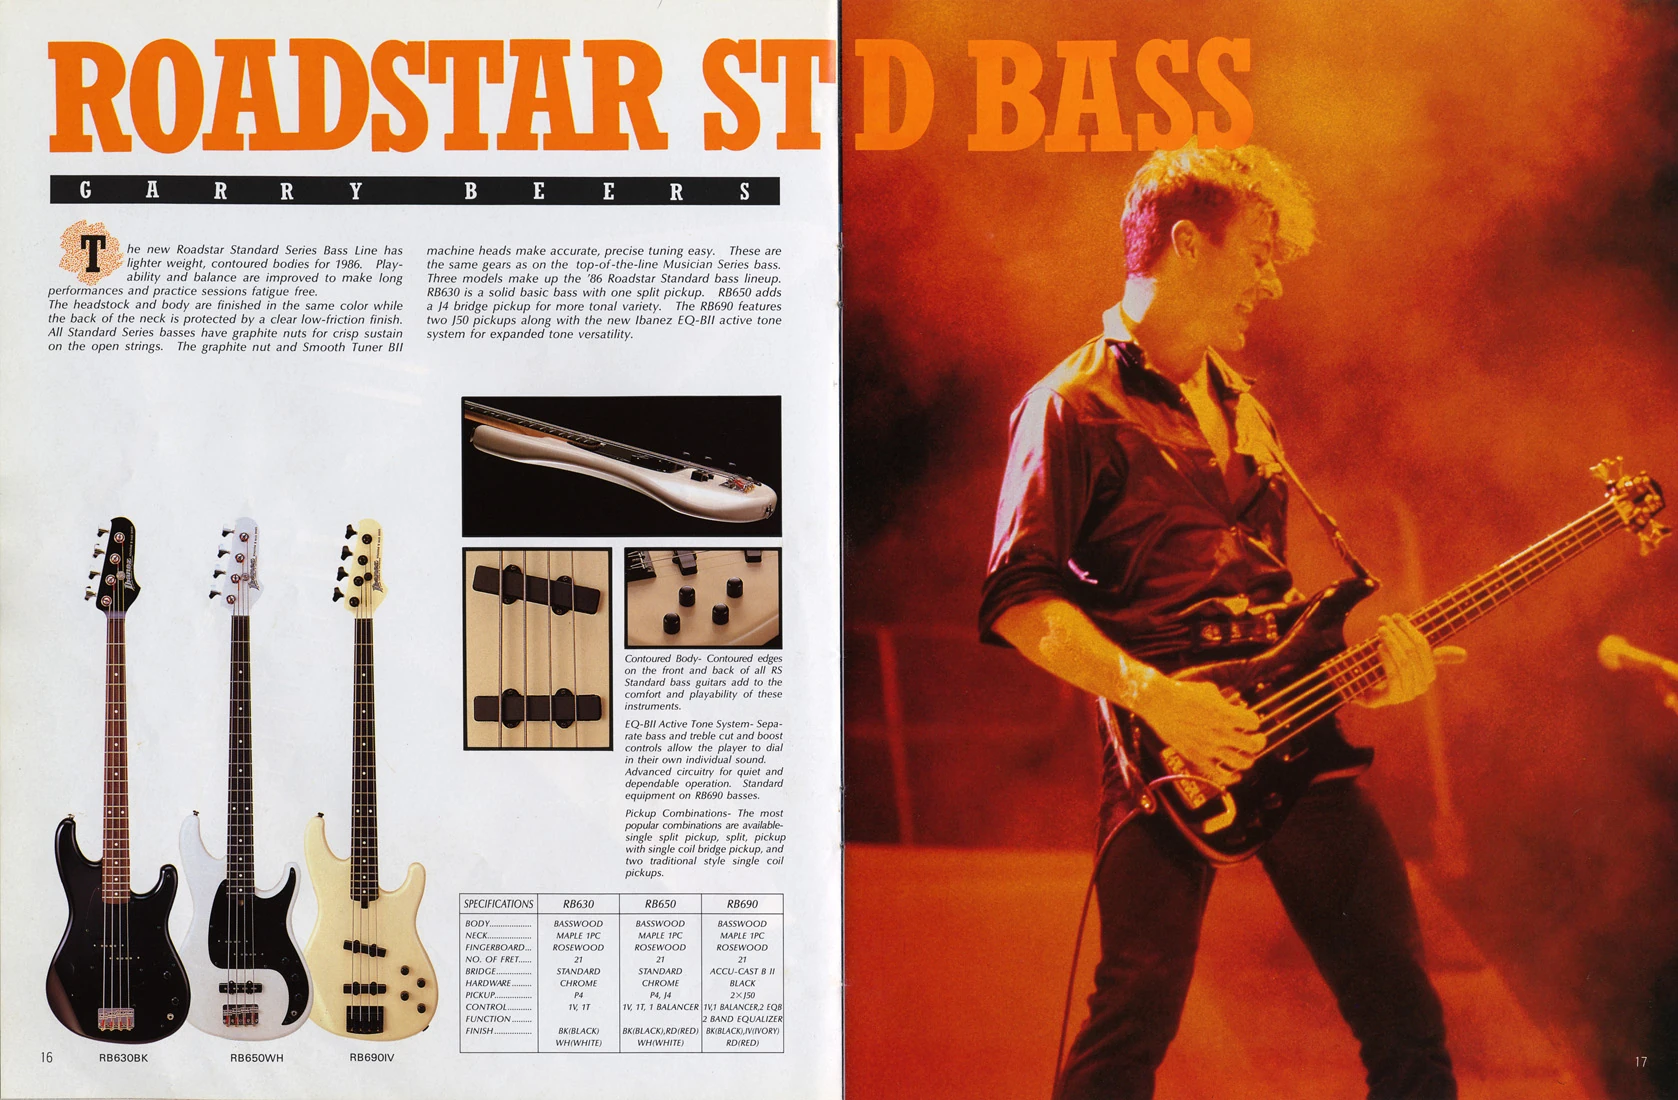 ROADSTAR STD BASS
GARRY BEERS
The new Roadstar Standard Series Bass Line has
lighter weight, contoured bodies for 1986. Play-
ability and balance are improved to make long
performances and practice sessions fatigue free.
The headstock and body are finished in the same color while
the back of the neck is protected by a clear low-friction finish.
All Standard Series basses have graphite nuts for crisp sustain
on the open strings. The graphite nut and Smooth Tuner BII
machine heads make accurate, precise tuning easy. These are
the same gears as on the top-of-the-line Musician Series bass.
Three models make up the '86 Roadstar Standard bass lineup.
RB630 is a solid basic bass with one split pickup. RB650 adds
a J4 bridge pickup for more tonal variety. The RB690 features
two J50 pickups along with the new Ibanez EQ-BII active tone
system for expanded tone versatility.
Ibanez
Ibanez
Ibanez
Contoured Body- Contoured edges
on the front and back of all RS
Standard bass guitars add to the
comfort and playability of these
instruments.
EQ-BII Active Tone System- Sepa-
rate bass and treble cut and boost
controls allow the player to dial
in their own individual sound.
Advanced circuitry for quiet and
dependable operation. Standard
equipment on RB690 basses.
Pickup Combinations- The most
popular combinations are available-
single split pickup, split, pickup
with single coil bridge pickup, and
two traditional style single coil
pickups.
SPECIFICATIONS RB630 RB650 RB690
BODY.................. BASSWOOD BASSWOOD BASSWOOD
NECK.................. MAPLE 1PC MAPLE 1PC MAPLE 1PC
FINGERBOARD... ROSEWOOD ROSEWOOD ROSEWOOD
NO. OF FRET...... 21 21 21
BRIDGE............... STANDARD STANDARD ACCU-CAST B II
HARDWARE......... CHROME CHROME BLACK
PICKUP............... P4 P4, J4 2×J50
CONTROL........... 1V, 1T 1V, 1T, 1 BALANCER 1V,1 BALANCER,2 EQB
FUNCTION......... 2 BAND EQUALIZER
FINISH................ BK(BLACK) BK(BLACK),RD(RED) BK(BLACK),IV(IVORY)
WH(WHITE) WH(WHITE) RD(RED)
16 RB630BK RB650WH RB690IV
17